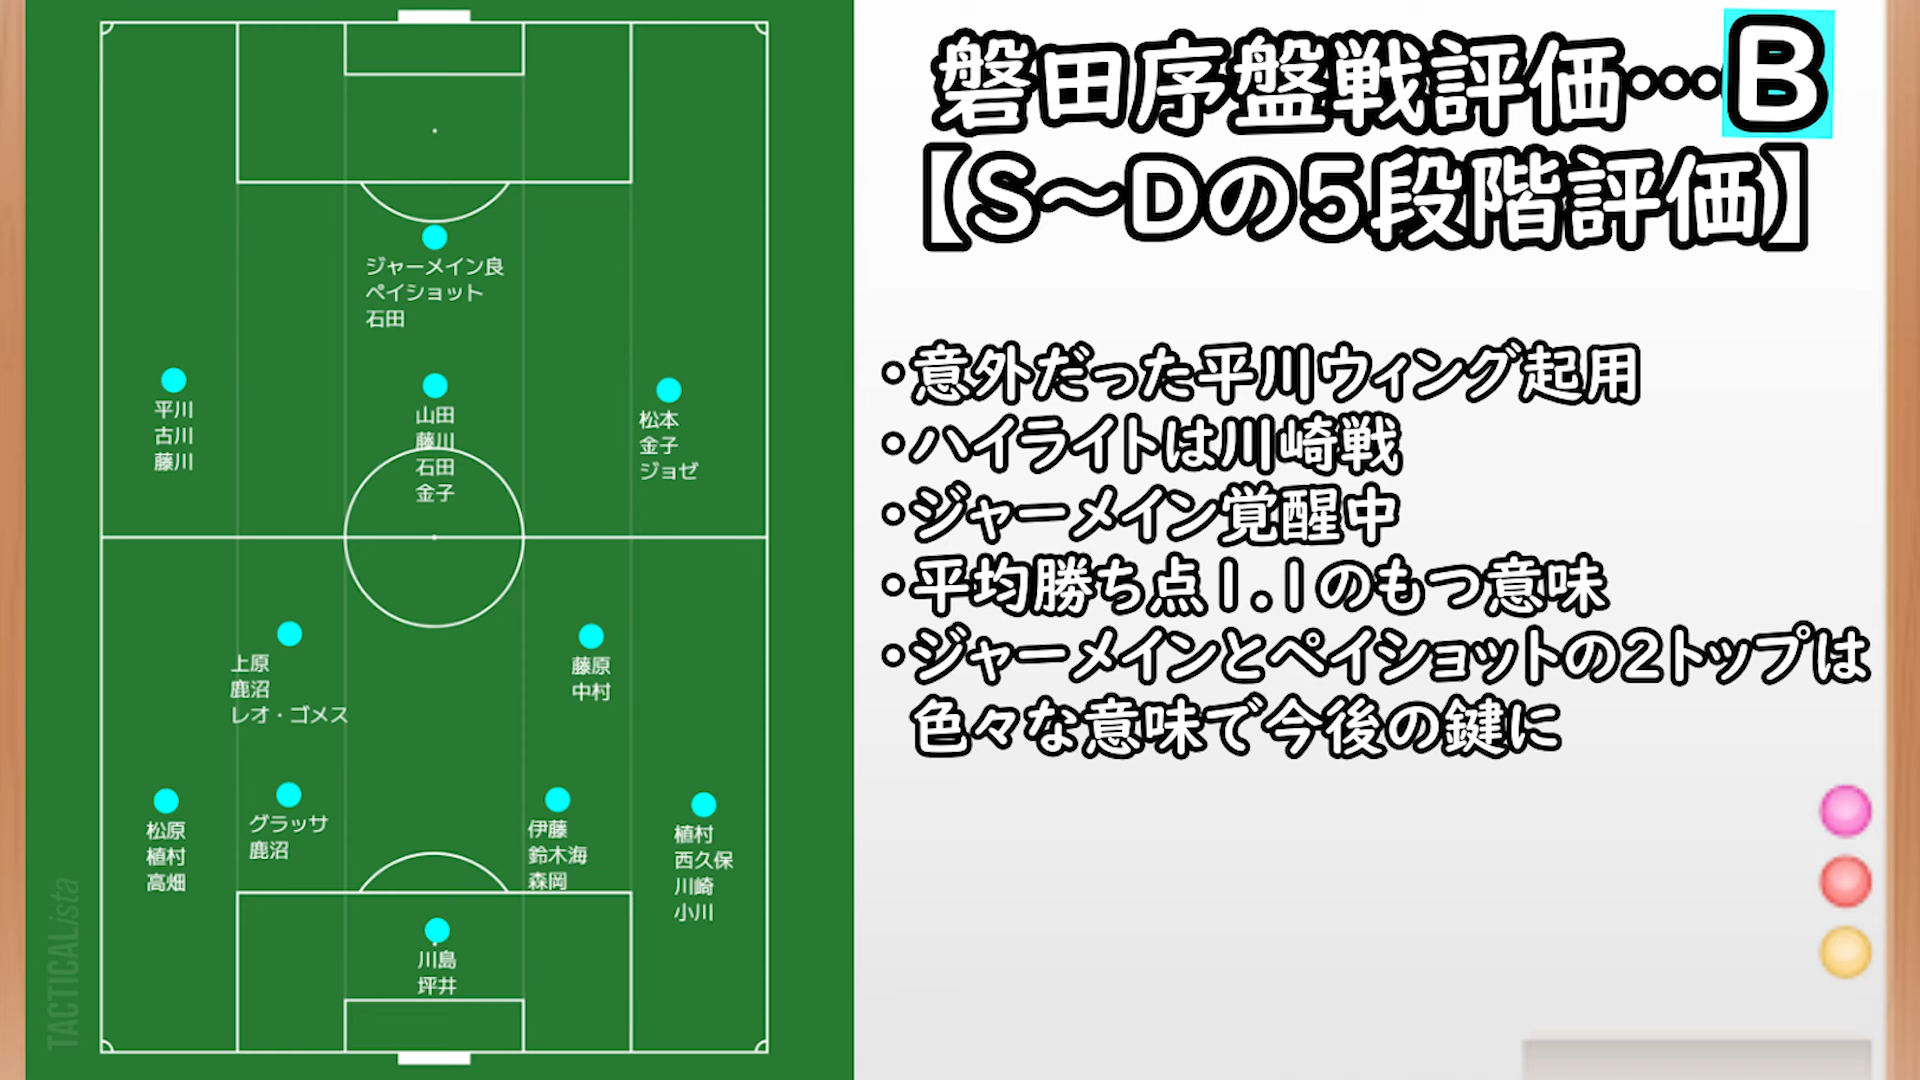 磐田序盤戦評価…B
【S～Dの5段階評価】
・意外だった平川ウィング起用
・ハイライトは川崎戦
・ジャーメイン覚醒中
・平均勝ち点1.1のもつ意味
・ジャーメインとペイショットの2トップは
色々な意味で今後の鍵に
ジャーメイン良
ペイショット
石田
平川
古川
藤川
山田
藤川
石田
金子
松本
金子
ジョゼ
上原
鹿沼
レオ・ゴメス
藤原
中村
松原
植村
高畑
グラッサ
鹿沼
伊藤
鈴木海
森岡
植村
西久保
川崎
小川
川島
坪井
TACTICALista